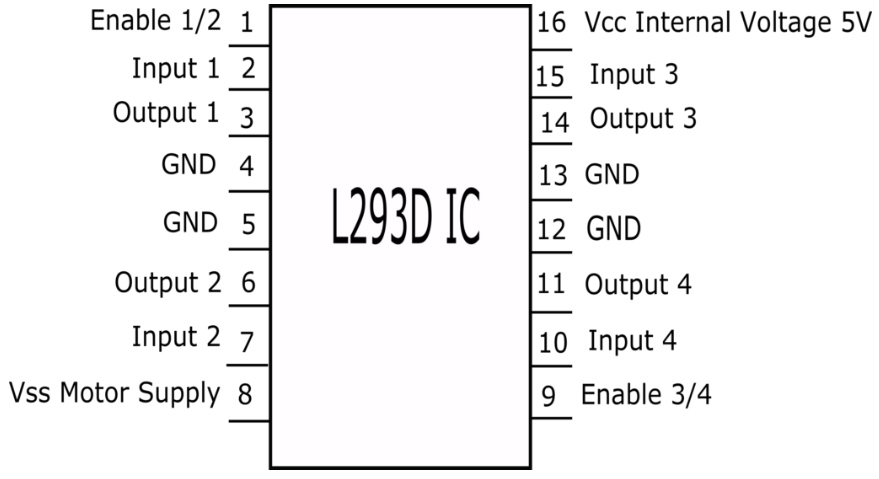 Enable 1/2 1
Input 1 2
Output 1 3
GND 4
GND 5
Output 2 6
Input 2 7
Vss Motor Supply 8
L293D IC
16 Vcc Internal Voltage 5V
15 Input 3
14 Output 3
13 GND
12 GND
11 Output 4
10 Input 4
9 Enable 3/4